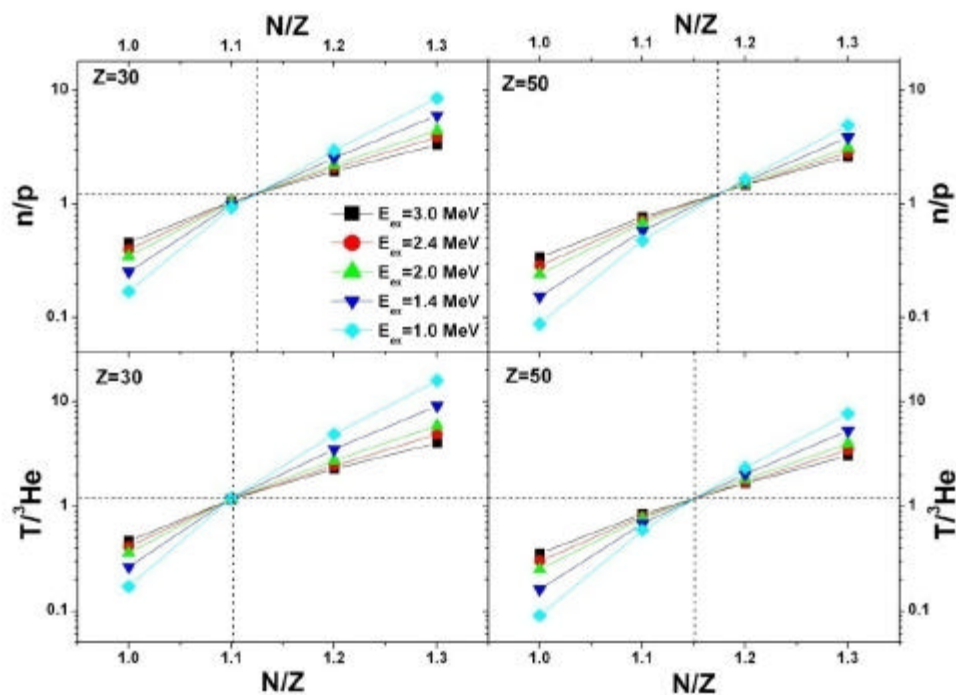 N/Z N/Z
1.0 1.1 1.2 1.3 1.0 1.1 1.2 1.3
Z=30 Z=50
10 10
n/p n/p
1 1
E_ex=3.0 MeV
E_ex=2.4 MeV
E_ex=2.0 MeV
E_ex=1.4 MeV
E_ex=1.0 MeV
0.1 0.1
Z=30 Z=50
10 10
T/³He T/³He
1 1
0.1 0.1
1.0 1.1 1.2 1.3 1.0 1.1 1.2 1.3
N/Z N/Z